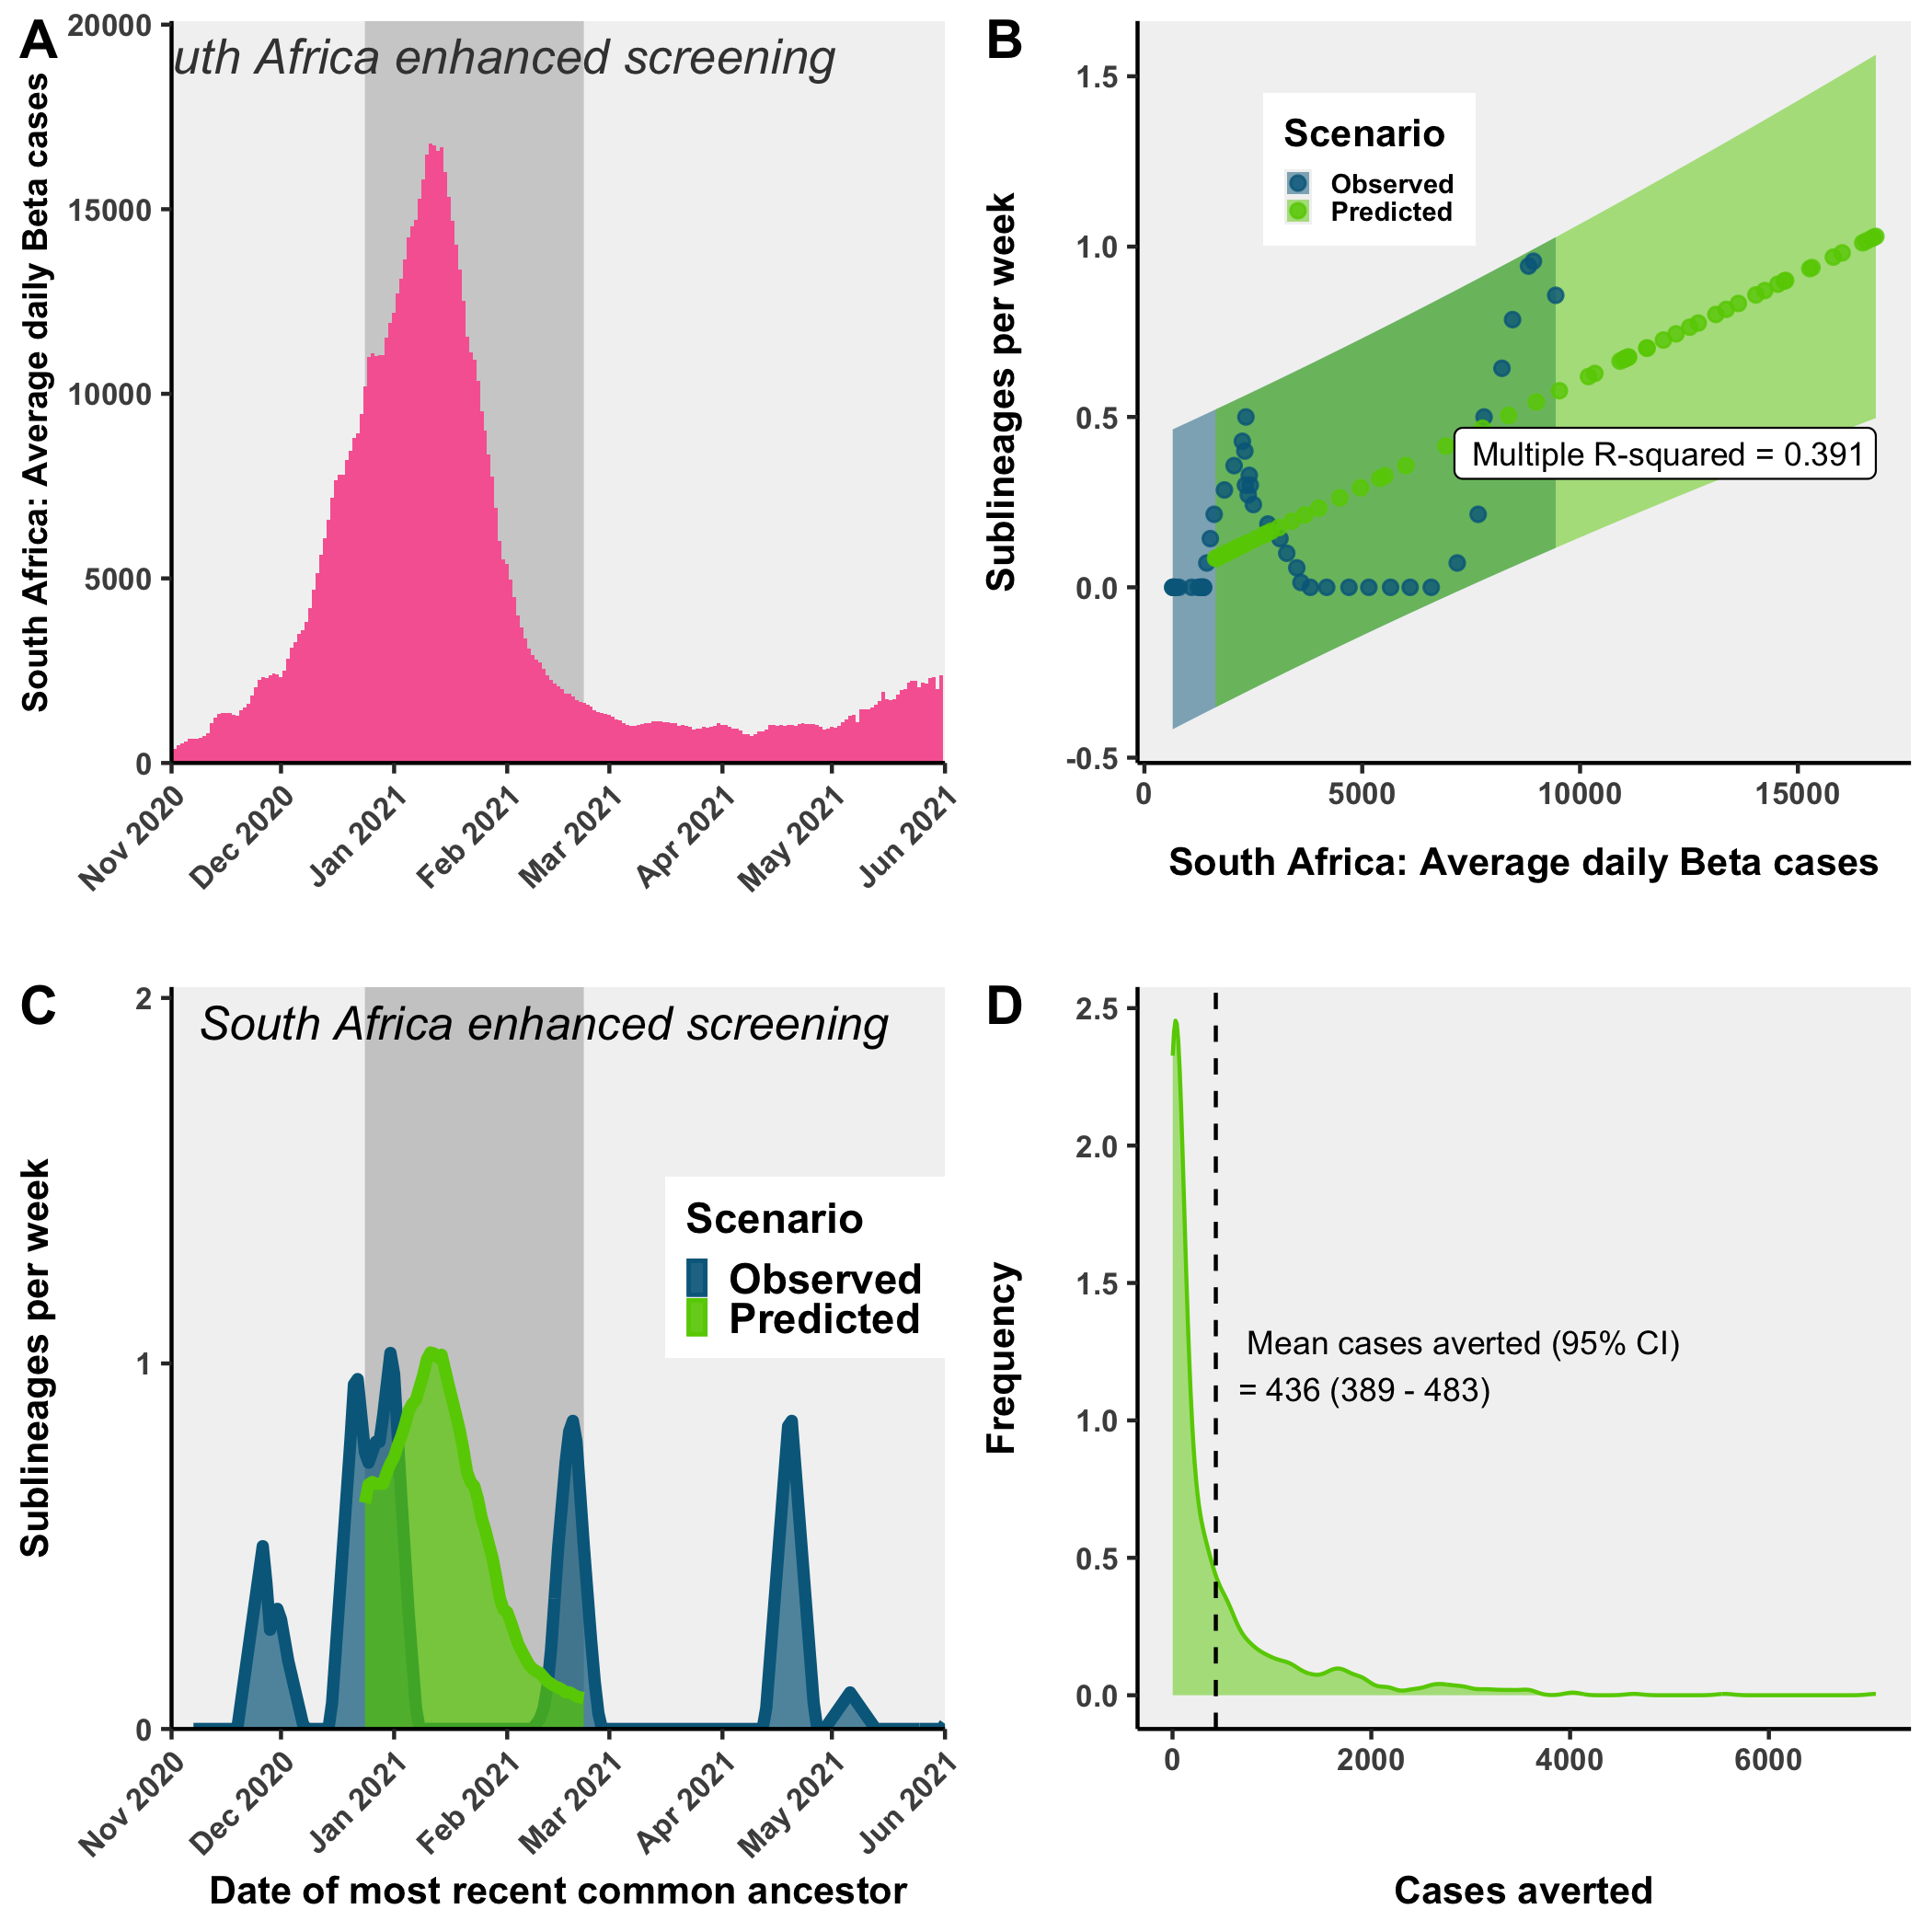 A
uth Africa enhanced screening
South Africa: Average daily Beta cases
20000
15000
10000
5000
0
Nov 2020
Dec 2020
Jan 2021
Feb 2021
Mar 2021
Apr 2021
May 2021
Jun 2021
B
Sublineages per week
1.5
1.0
0.5
0.0
-0.5
Scenario
Observed
Predicted
Multiple R-squared = 0.391
0
5000
10000
15000
South Africa: Average daily Beta cases
C
South Africa enhanced screening
Sublineages per week
2
1
0
Scenario
Observed
Predicted
Nov 2020
Dec 2020
Jan 2021
Feb 2021
Mar 2021
Apr 2021
May 2021
Jun 2021
Date of most recent common ancestor
D
Frequency
2.5
2.0
1.5
1.0
0.5
0.0
Mean cases averted (95% CI)
= 436 (389 - 483)
0
2000
4000
6000
Cases averted